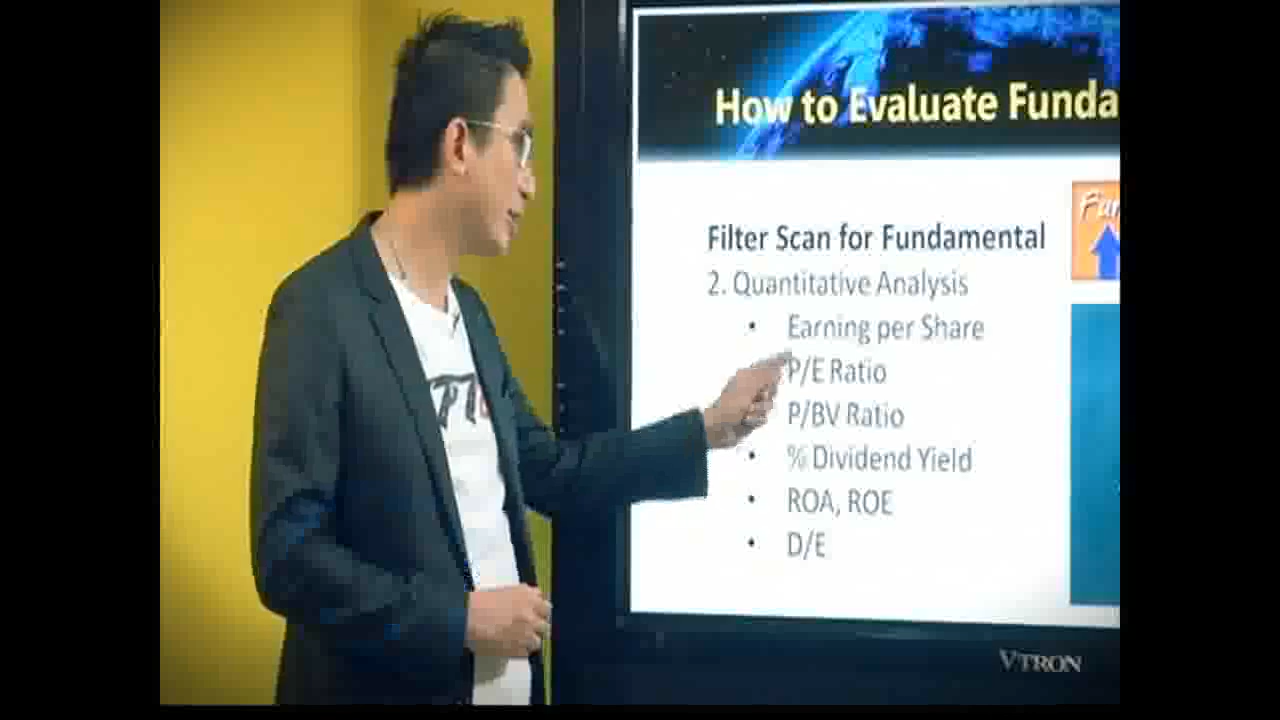 How to Evaluate Funda
Filter Scan for Fundamental
2. Quantitative Analysis
• Earning per Share
P/E Ratio
P/BV Ratio
• % Dividend Yield
• ROA, ROE
• D/E
Fun
VTRON